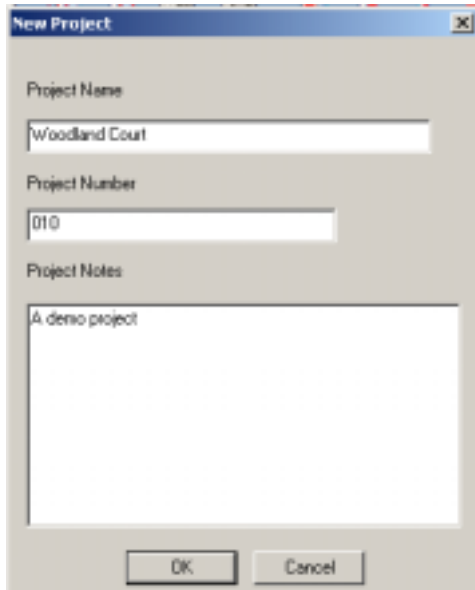 New Project
Project Name
Woodland Court
Project Number
010
Project Notes
A demo project
OK Cancel